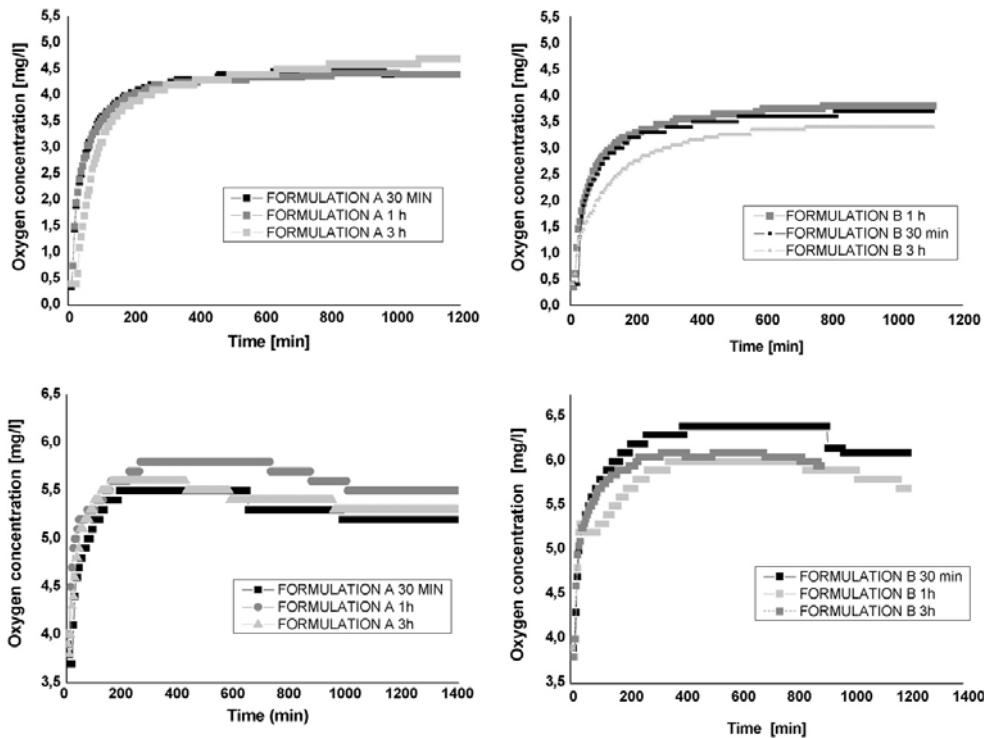 Oxygen concentration [mg/l]
5,5
5,0
4,5
4,0
3,5
3,0
2,5
2,0
1,5
1,0
0,5
0,0
FORMULATION A 30 MIN
FORMULATION A 1 h
FORMULATION A 3 h
0 200 400 600 800 1000 1200
Time [min]
Oxygen concentration [mg/l]
5,5
5,0
4,5
4,0
3,5
3,0
2,5
2,0
1,5
1,0
0,5
0,0
FORMULATION B 1 h
FORMULATION B 30 min
FORMULATION B 3 h
0 200 400 600 800 1000 1200
Time [min]
Oxygen concentration [mg/l]
6,5
6,0
5,5
5,0
4,5
4,0
3,5
FORMULATION A 30 MIN
FORMULATION A 1h
FORMULATION A 3h
0 200 400 600 800 1000 1200 1400
Time (min)
Oxygen concentration [mg/l]
6,5
6,0
5,5
5,0
4,5
4,0
3,5
FORMULATION B 30 min
FORMULATION B 1h
FORMULATION B 3h
0 200 400 600 800 1000 1200 1400
Time [min]